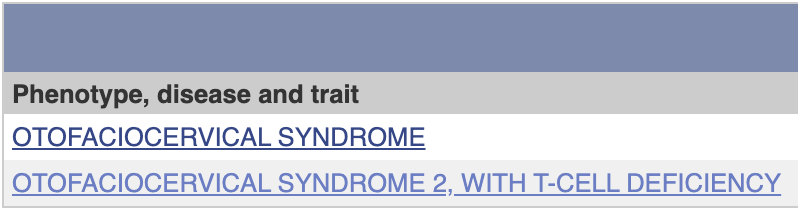 Phenotype, disease and trait
OTOFACIOCERVICAL SYNDROME
OTOFACIOCERVICAL SYNDROME 2, WITH T-CELL DEFICIENCY